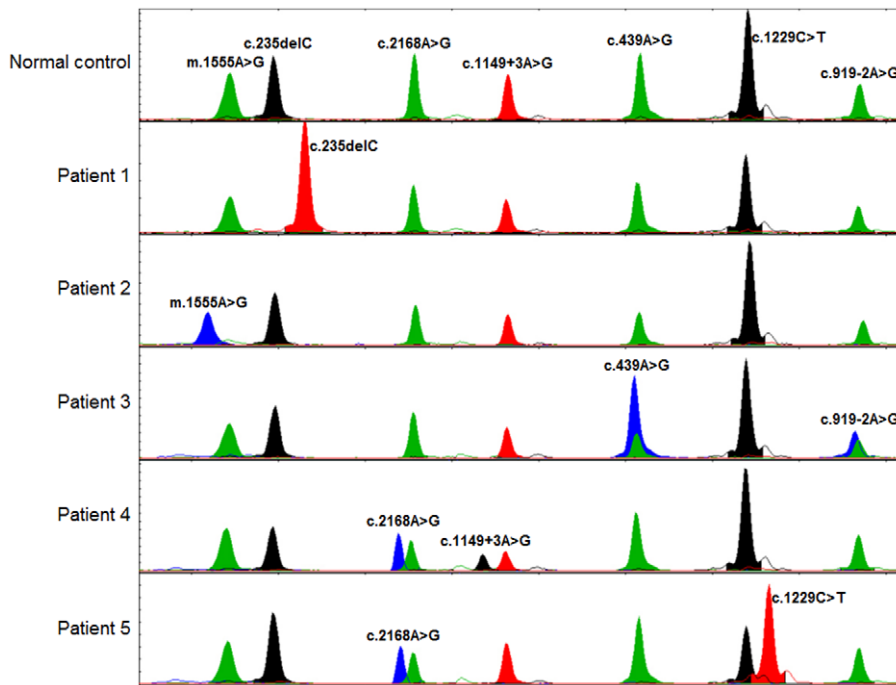 Normal control
m.1555A>G
c.235delC
c.2168A>G
c.1149+3A>G
c.439A>G
c.1229C>T
c.919-2A>G
Patient 1
c.235delC
Patient 2
m.1555A>G
Patient 3
c.439A>G
c.919-2A>G
Patient 4
c.2168A>G
c.1149+3A>G
Patient 5
c.2168A>G
c.1229C>T